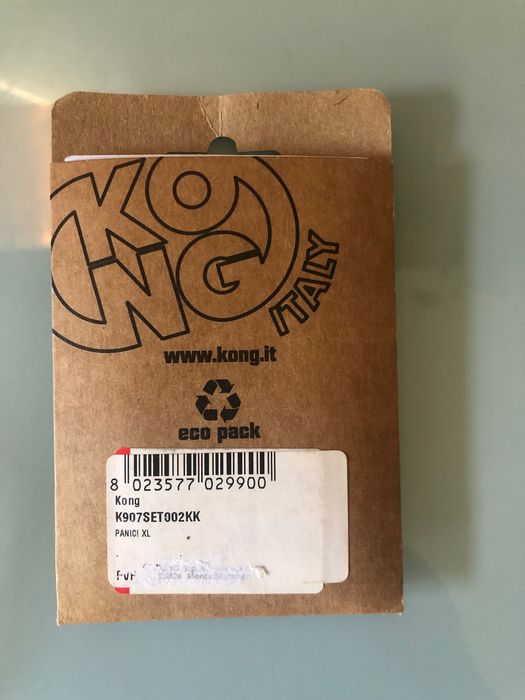 KONG
ITALY
www.kong.it
eco pack
8 023577 029900
Kong
K907SET002KK
PANIC! XL